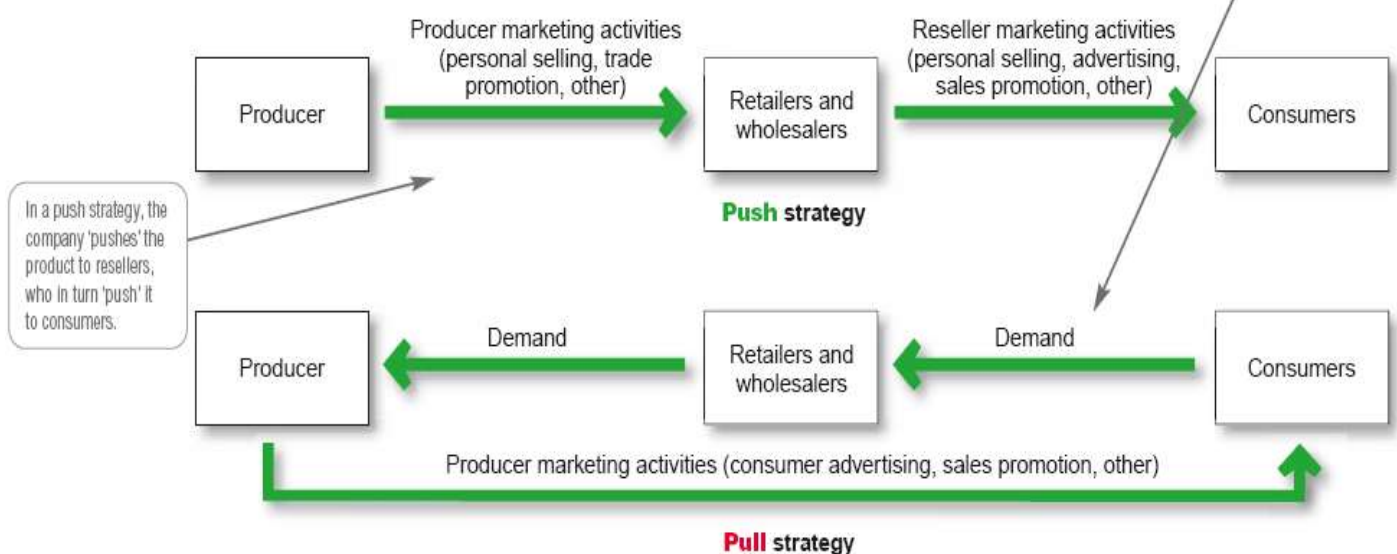 Producer marketing activities
(personal selling, trade
promotion, other)
Reseller marketing activities
(personal selling, advertising,
sales promotion, other)
Producer
Retailers and
wholesalers
Consumers
In a push strategy, the
company 'pushes' the
product to resellers,
who in turn 'push' it
to consumers.
Push strategy
Producer
Demand
Retailers and
wholesalers
Demand
Consumers
Producer marketing activities (consumer advertising, sales promotion, other)
Pull strategy